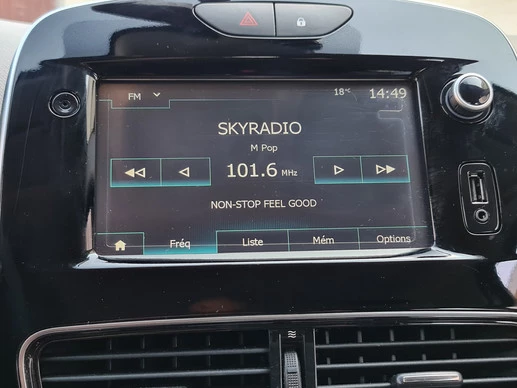 FM 18°C 14:49
SKYRADIO
M Pop
101.6 MHz
NON-STOP FEEL GOOD
Fréq Liste Mém Options